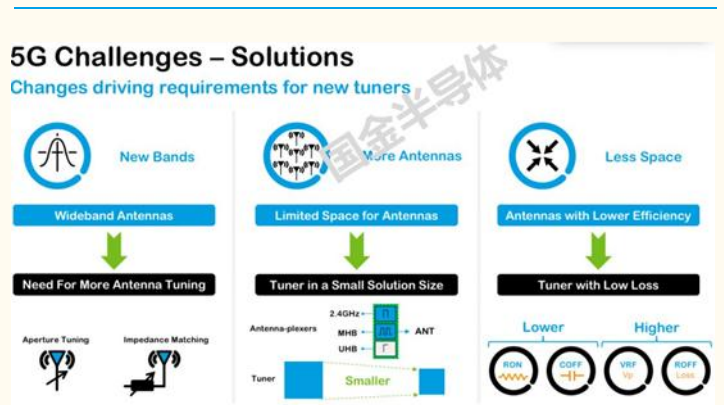 5G Challenges – Solutions
Changes driving requirements for new tuners
国金半导体
New Bands
More Antennas
Less Space
Wideband Antennas
Limited Space for Antennas
Antennas with Lower Efficiency
Need For More Antenna Tuning
Tuner in a Small Solution Size
Tuner with Low Loss
Aperture Tuning
Impedance Matching
Antenna-plexers
2.4GHz
MHB
UHB
ANT
Tuner
Smaller
Lower
Higher
RON
COFF
VRF
Vp
ROFF
Loss